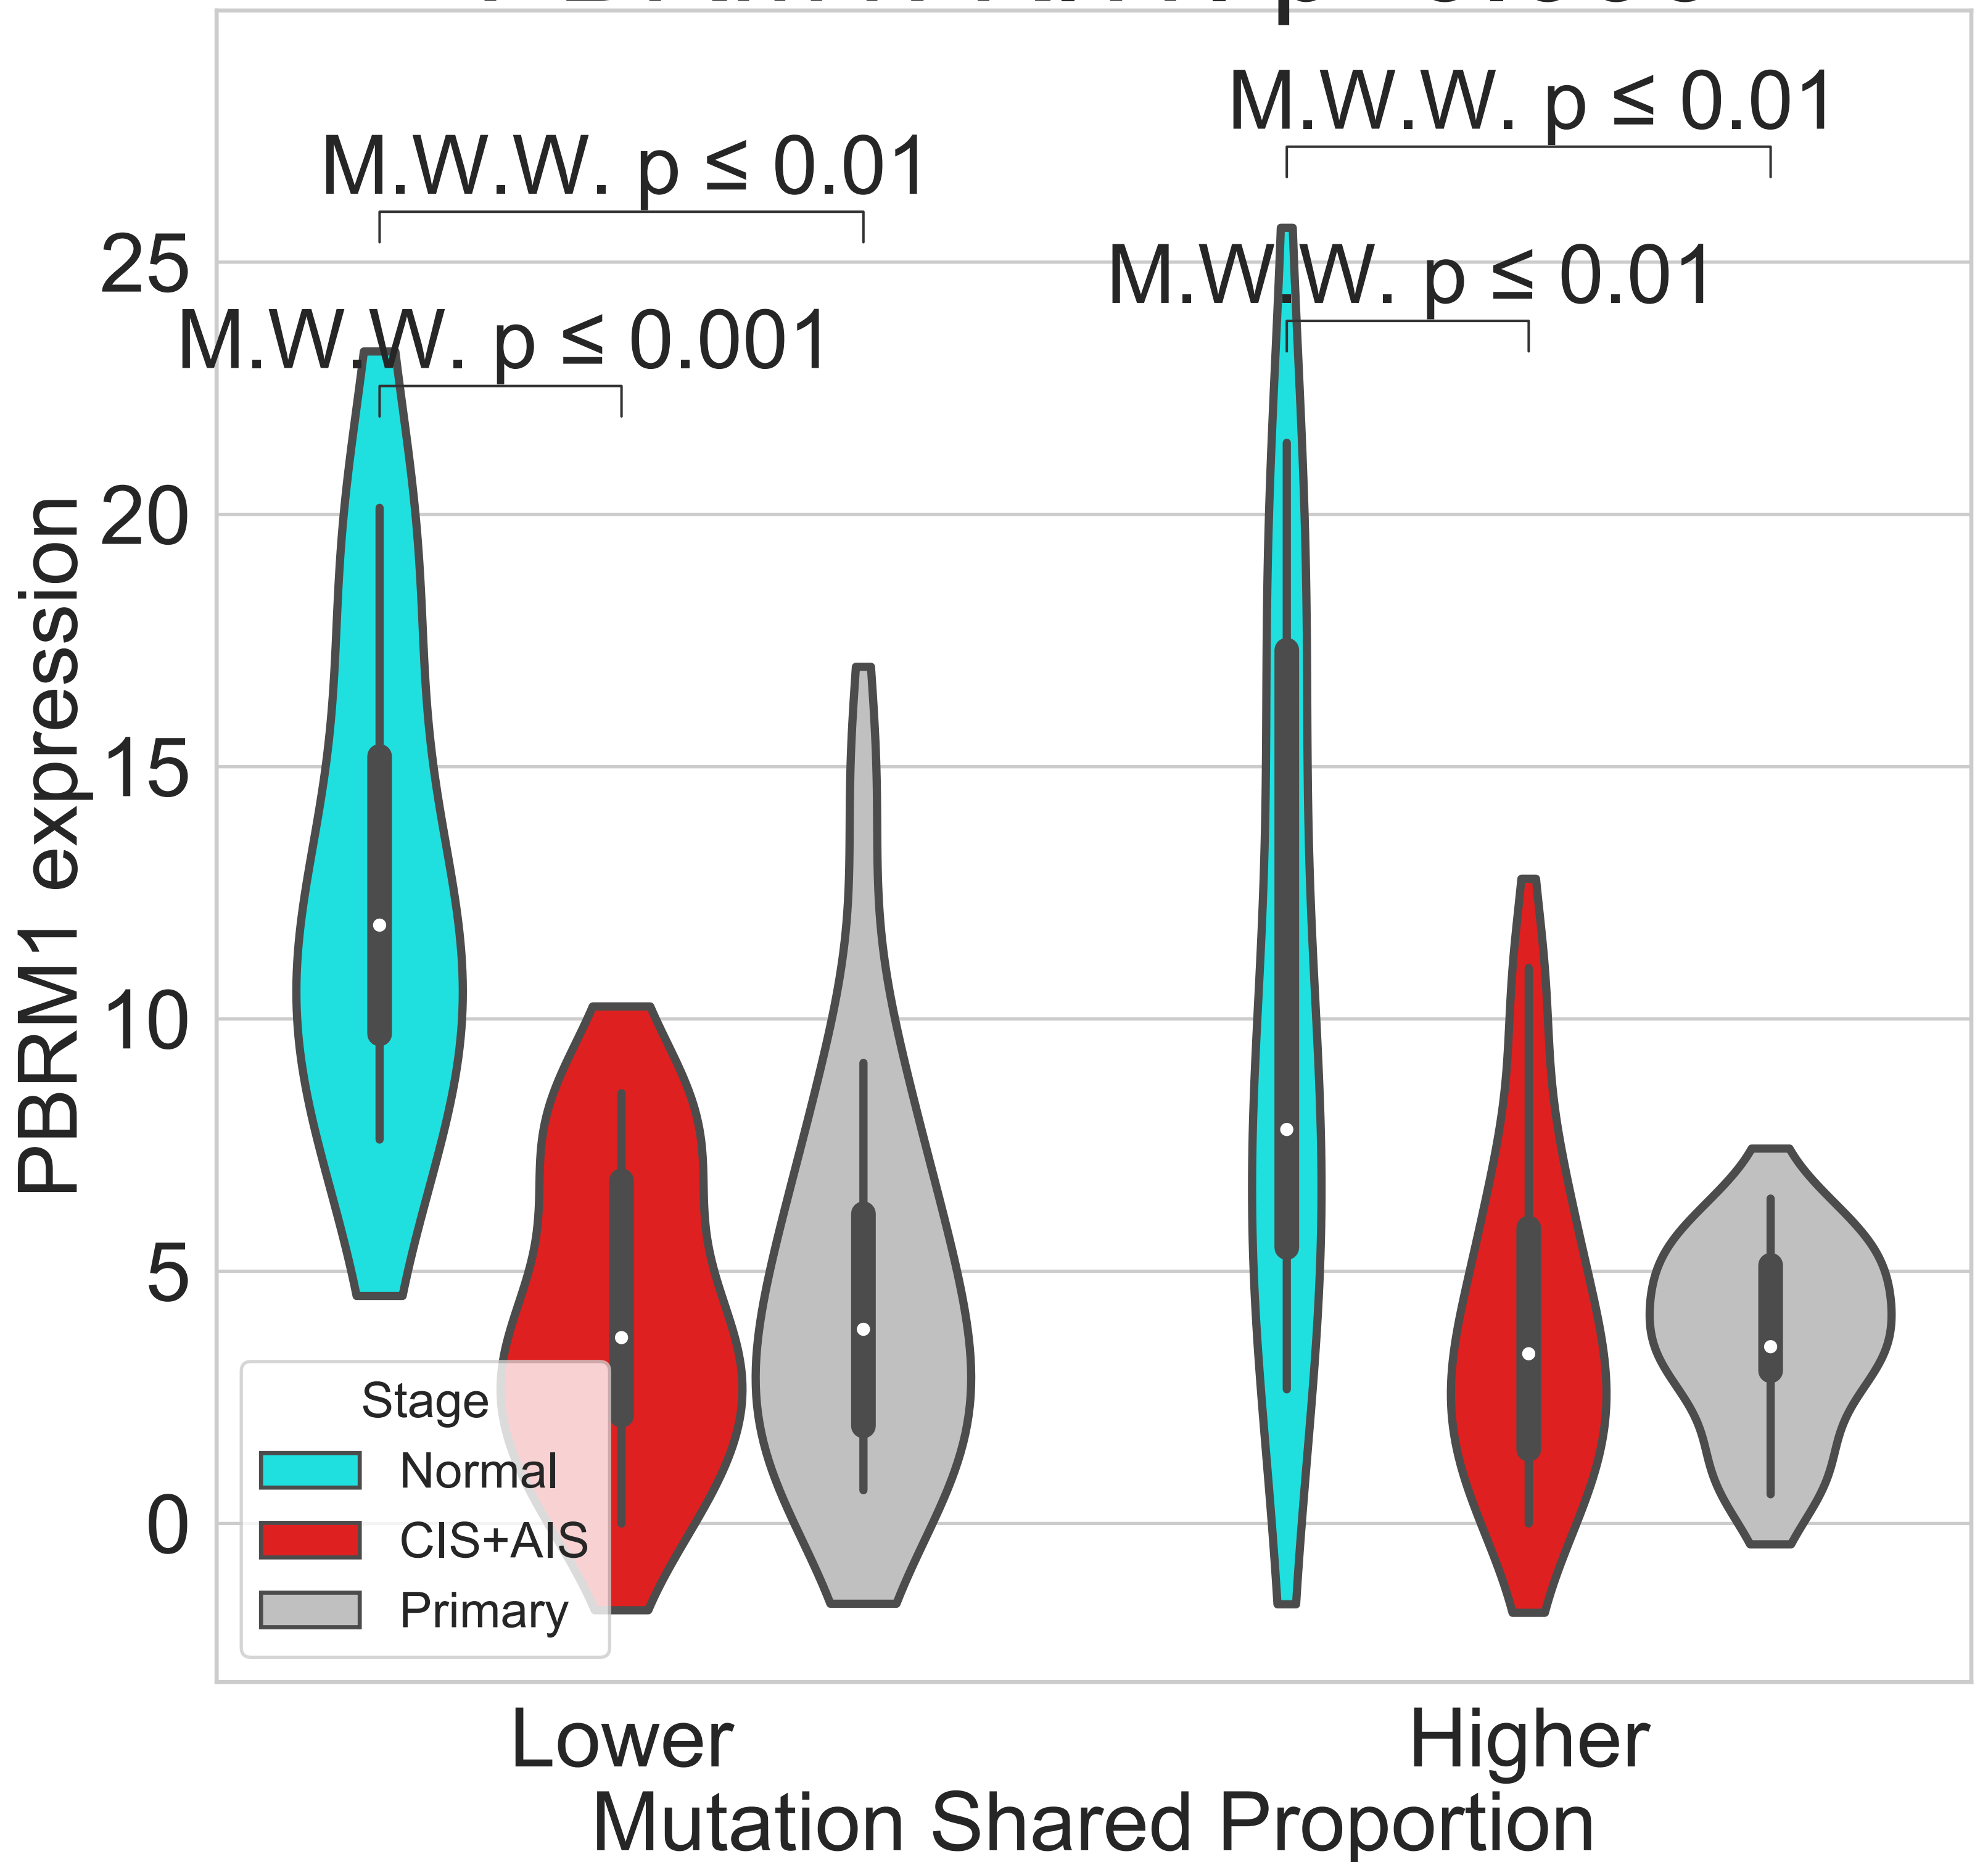 M.W.W. p ≤ 0.01
M.W.W. p ≤ 0.01
M.W.W. p ≤ 0.01
M.W.W. p ≤ 0.001
25
20
15
10
5
0
PBRM1 expression
Stage
Normal
CIS+AIS
Primary
Lower
Higher
Mutation Shared Proportion